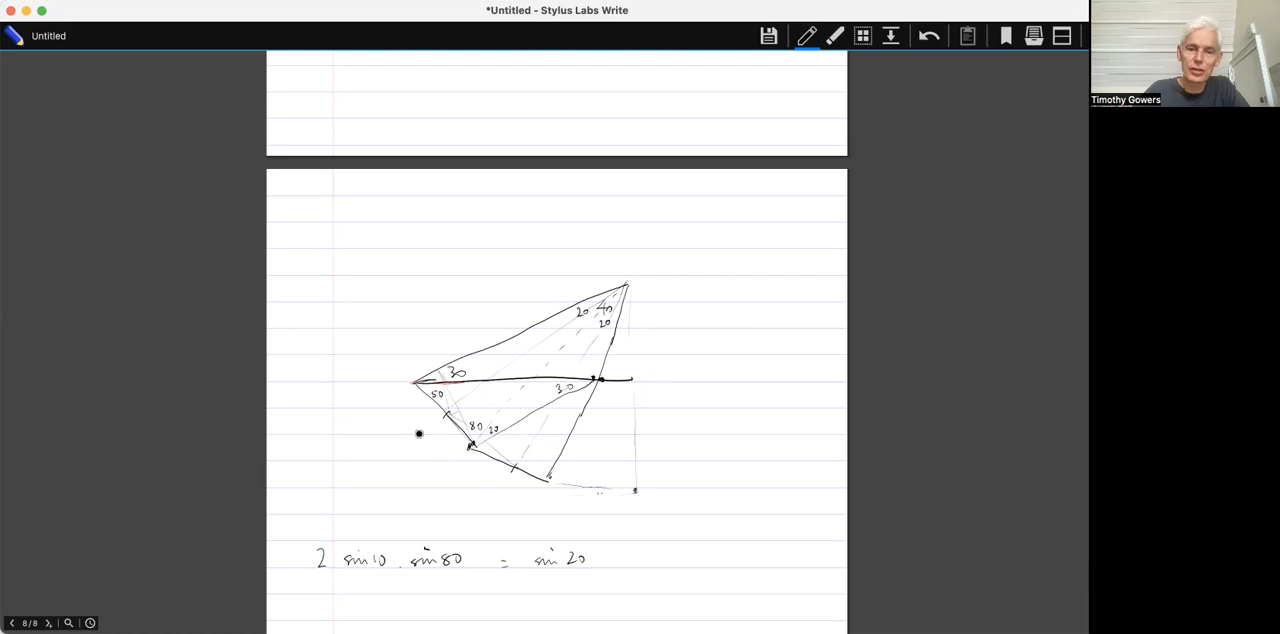 *Untitled - Stylus Labs Write
Untitled
Timothy Gowers
20 40
20
30
50
30
80 20
2 sin 10 . sin 80 = sin 20
8/8